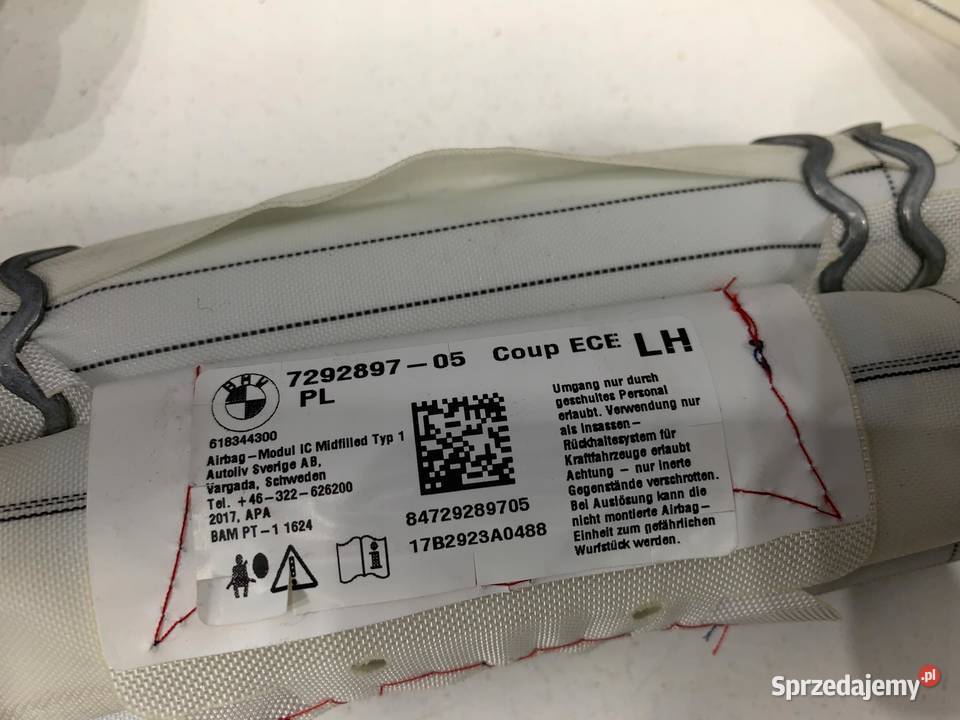 BMW
7292897-05 Coup ECE LH
PL
618344300
Airbag-Modul IC Midfilled Typ 1
Autoliv Sverige AB,
Vargada, Schweden
Tel. +46-322-626200
2017, APA
BAM PT-1 1624
84729289705
17B2923A0488
Umgang nur durch
geschultes Personal
erlaubt. Verwendung nur
als Insassen-
Rückhaltesystem für
Kraftfahrzeuge erlaubt
Achtung - nur inerte
Gegenstände verschrotten.
Bei Auslösung kann die
nicht montierte Airbag-
Einheit zum gefährlichen
Wurfstück werden.
Sprzedajemy.pl